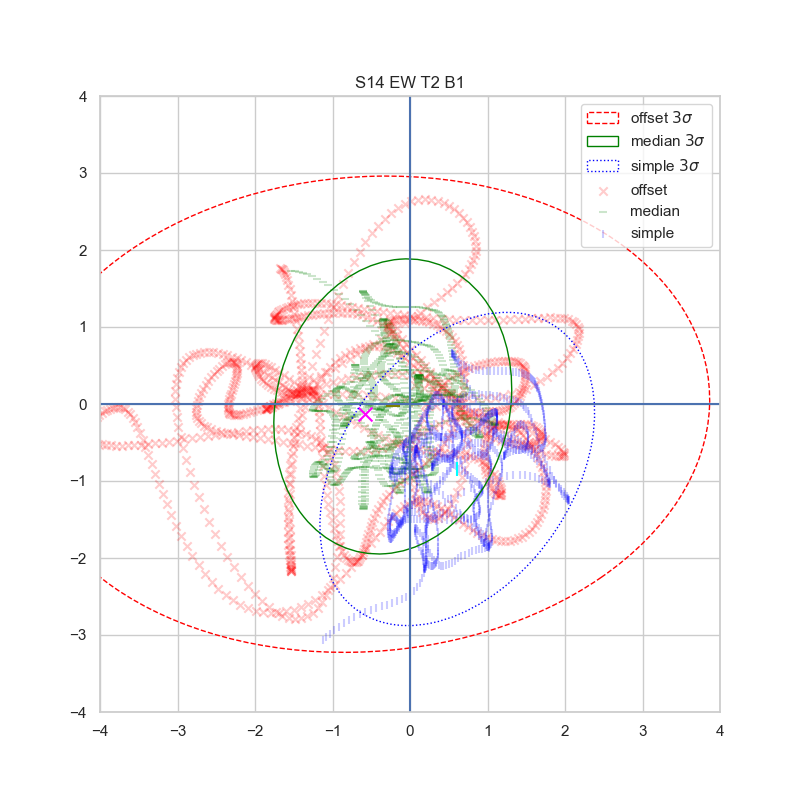 S14 EW T2 B1
offset 3σ
median 3σ
simple 3σ
offset
median
simple
4
3
2
1
0
−1
−2
−3
−4
−4 −3 −2 −1 0 1 2 3 4